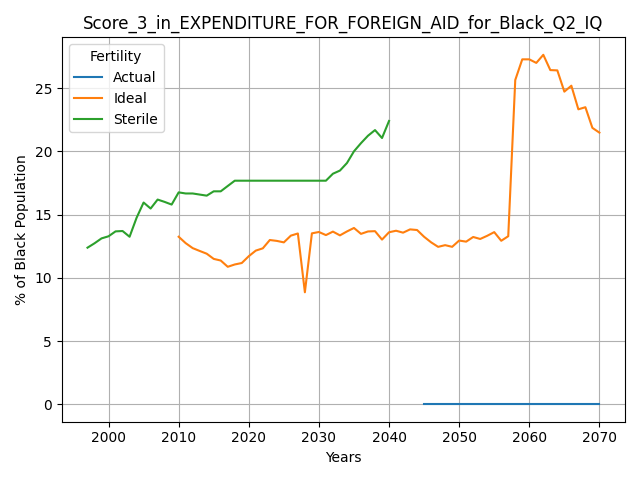 Score_3_in_EXPENDITURE_FOR_FOREIGN_AID_for_Black_Q2_IQ
Fertility
Actual
Ideal
Sterile
% of Black Population
25
20
15
10
5
0
2000 2010 2020 2030 2040 2050 2060 2070
Years